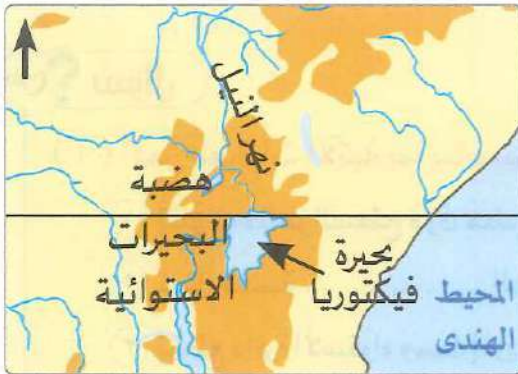 نهر النيل
هضبة
البحيرات
الاستوائية
بحيرة
فيكتوريا
المحيط
الهندى